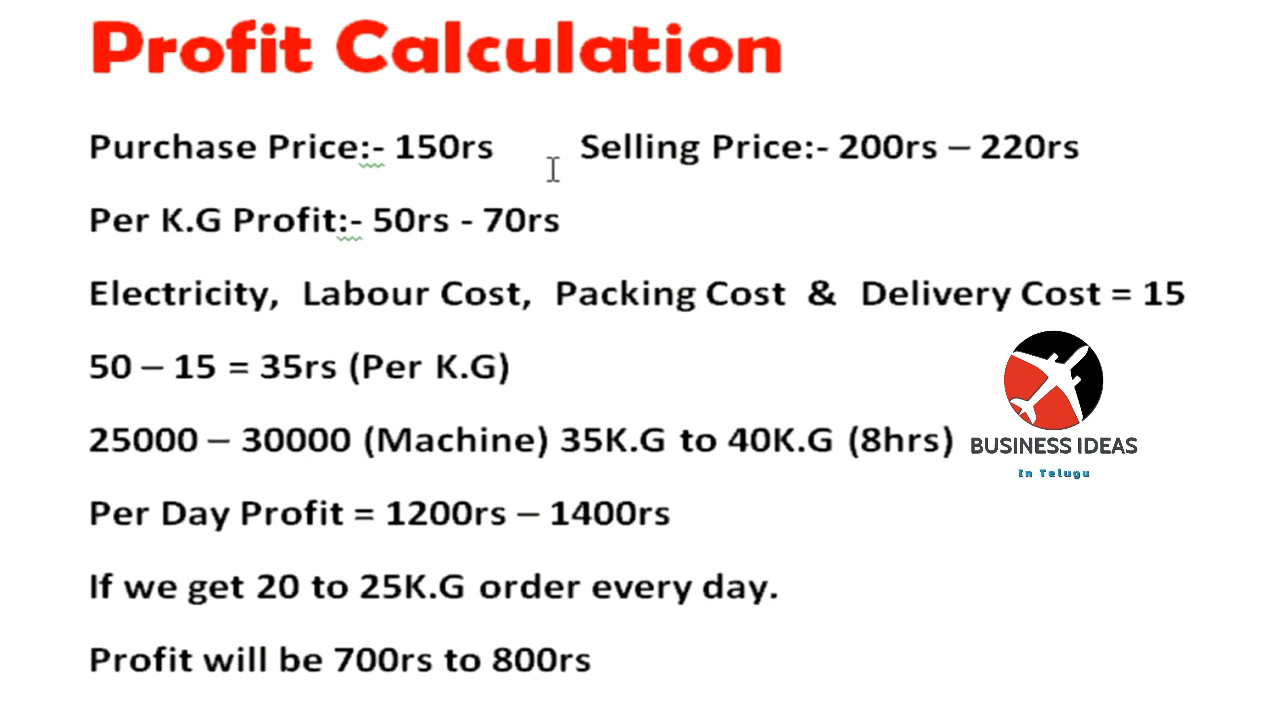 Profit Calculation
Purchase Price:- 150rs Selling Price:- 200rs – 220rs
Per K.G Profit:- 50rs - 70rs
Electricity, Labour Cost, Packing Cost & Delivery Cost = 15
50 – 15 = 35rs (Per K.G)
25000 – 30000 (Machine) 35K.G to 40K.G (8hrs)
BUSINESS IDEAS
In Telugu
Per Day Profit = 1200rs – 1400rs
If we get 20 to 25K.G order every day.
Profit will be 700rs to 800rs